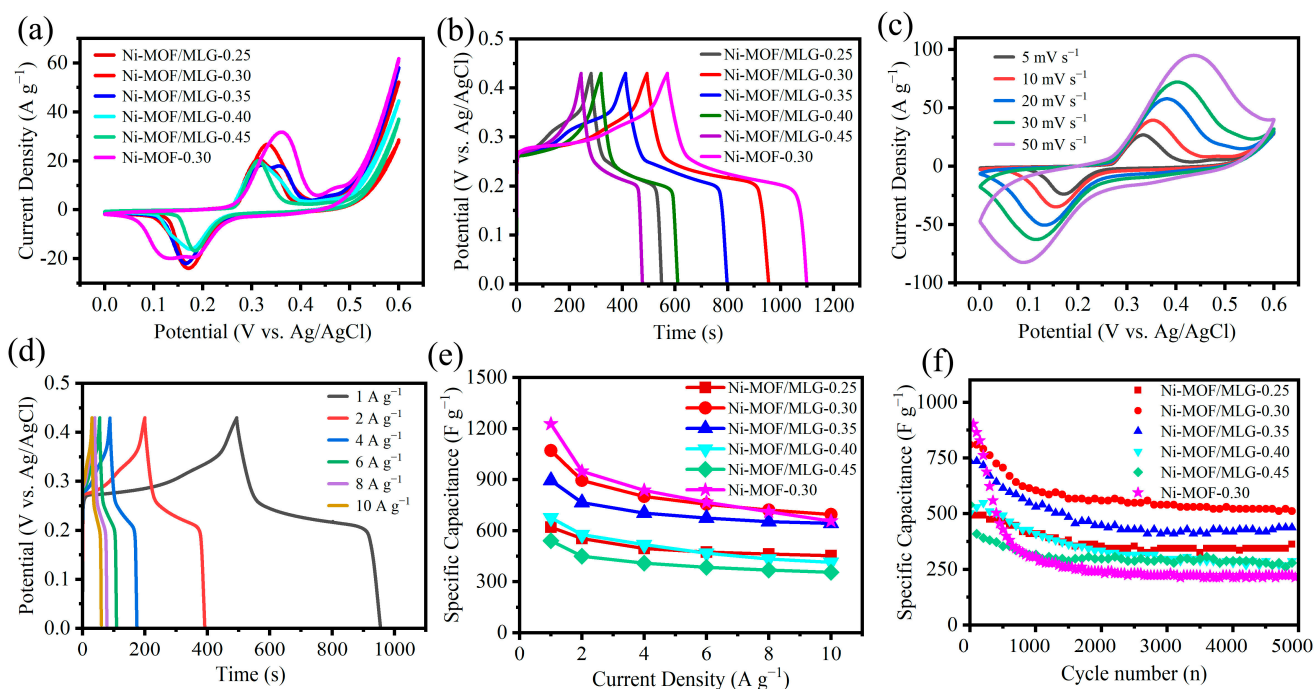 (a)
Current Density (A g⁻¹)
60
40
20
0
-20
0.0 0.1 0.2 0.3 0.4 0.5 0.6
Potential (V vs. Ag/AgCl)
Ni-MOF/MLG-0.25
Ni-MOF/MLG-0.30
Ni-MOF/MLG-0.35
Ni-MOF/MLG-0.40
Ni-MOF/MLG-0.45
Ni-MOF-0.30
(b)
Potential (V vs. Ag/AgCl)
0.5
0.4
0.3
0.2
0.1
0.0
0 200 400 600 800 1000 1200
Time (s)
Ni-MOF/MLG-0.25
Ni-MOF/MLG-0.30
Ni-MOF/MLG-0.35
Ni-MOF/MLG-0.40
Ni-MOF/MLG-0.45
Ni-MOF-0.30
(c)
Current Density (A g⁻¹)
100
50
0
-50
-100
0.0 0.1 0.2 0.3 0.4 0.5 0.6
Potential (V vs. Ag/AgCl)
5 mV s⁻¹
10 mV s⁻¹
20 mV s⁻¹
30 mV s⁻¹
50 mV s⁻¹
(d)
Potential (V vs. Ag/AgCl)
0.5
0.4
0.3
0.2
0.1
0.0
0 200 400 600 800 1000
Time (s)
1 A g⁻¹
2 A g⁻¹
4 A g⁻¹
6 A g⁻¹
8 A g⁻¹
10 A g⁻¹
(e)
Specific Capacitance (F g⁻¹)
1500
1200
900
600
300
0
0 2 4 6 8 10
Current Density (A g⁻¹)
Ni-MOF/MLG-0.25
Ni-MOF/MLG-0.30
Ni-MOF/MLG-0.35
Ni-MOF/MLG-0.40
Ni-MOF/MLG-0.45
Ni-MOF-0.30
(f)
Specific Capacitance (F g⁻¹)
1000
750
500
250
0
0 1000 2000 3000 4000 5000
Cycle number (n)
Ni-MOF/MLG-0.25
Ni-MOF/MLG-0.30
Ni-MOF/MLG-0.35
Ni-MOF/MLG-0.40
Ni-MOF/MLG-0.45
Ni-MOF-0.30